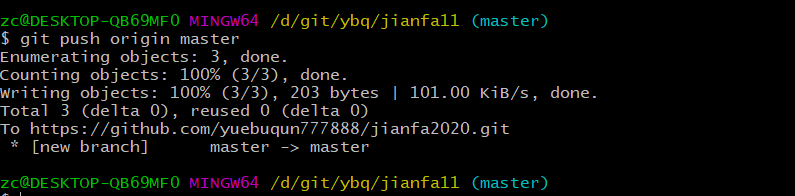 zc@DESKTOP-QB69MF0 MINGW64 /d/git/ybq/jianfa11 (master)
$ git push origin master
Enumerating objects: 3, done.
Counting objects: 100% (3/3), done.
Writing objects: 100% (3/3), 203 bytes | 101.00 KiB/s, done.
Total 3 (delta 0), reused 0 (delta 0)
To https://github.com/yuebuqun777888/jianfa2020.git
 * [new branch]      master -> master

zc@DESKTOP-QB69MF0 MINGW64 /d/git/ybq/jianfa11 (master)
$